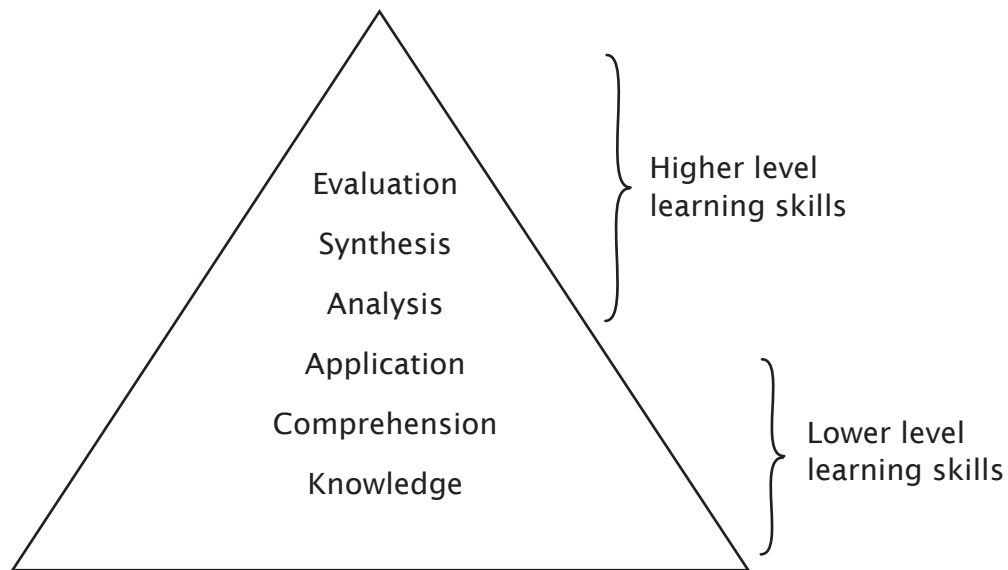 Evaluation
Synthesis
Analysis
Application
Comprehension
Knowledge
Higher level
learning skills
Lower level
learning skills